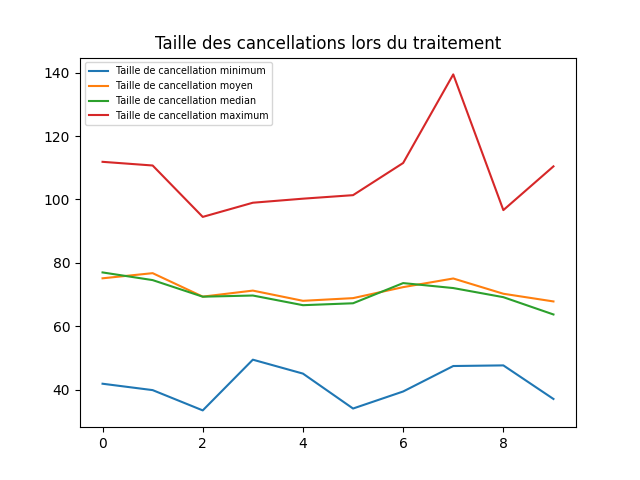 Taille des cancellations lors du traitement
Taille de cancellation minimum
Taille de cancellation moyen
Taille de cancellation median
Taille de cancellation maximum
140
120
100
80
60
40
0 2 4 6 8